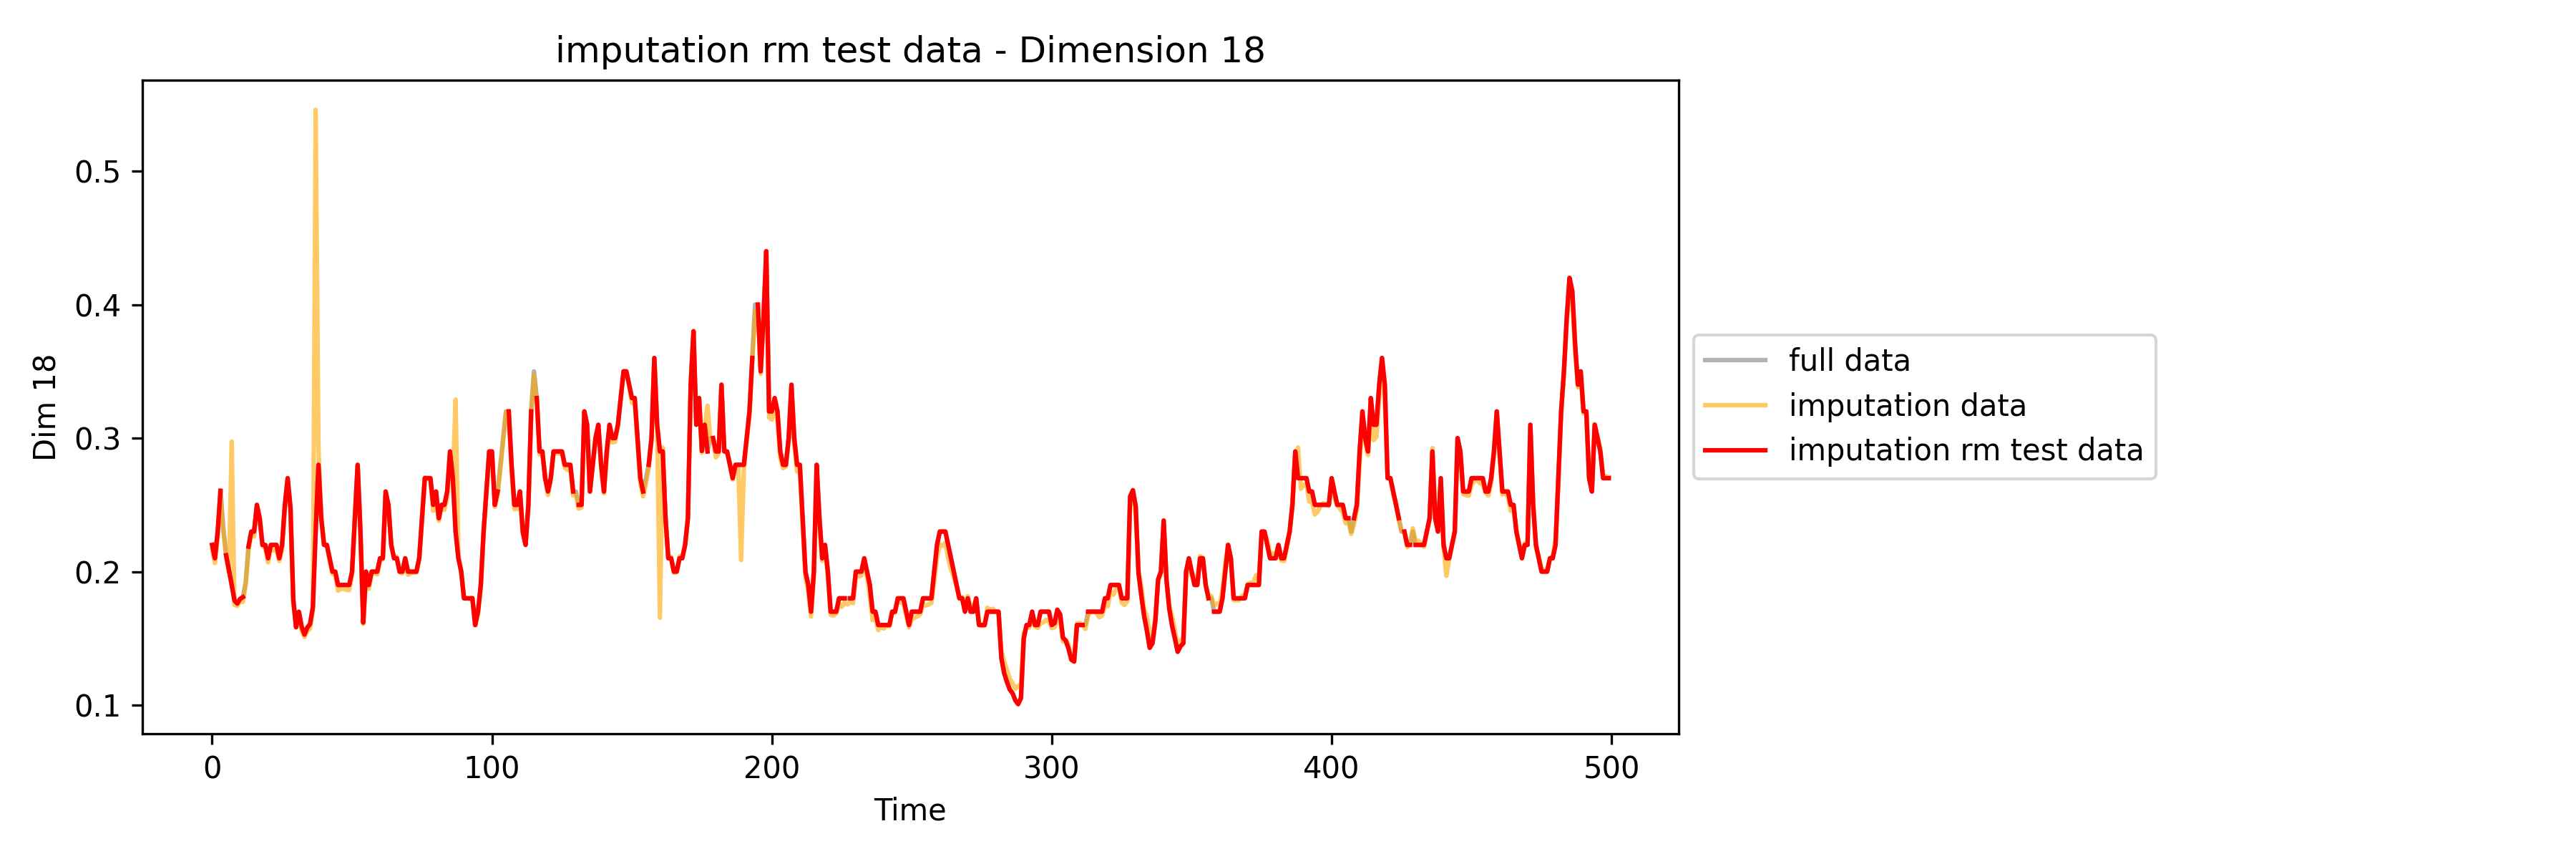 imputation rm test data - Dimension 18
0.5
0.4
0.3
0.2
0.1
Dim 18
0 100 200 300 400 500
Time
full data
imputation data
imputation rm test data